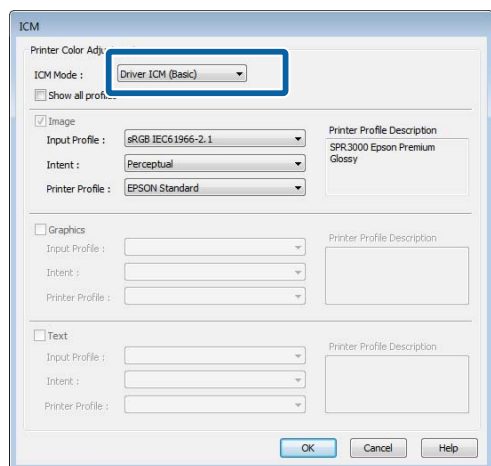 ICM
Printer Color Adju
ICM Mode :
Driver ICM (Basic)
Show all profiles
Image
Input Profile :
sRGB IEC61966-2.1
Intent :
Perceptual
Printer Profile :
EPSON Standard
Printer Profile Description
SPR3000 Epson Premium
Glossy
Graphics
Input Profile :
Intent :
Printer Profile :
Printer Profile Description
Text
Input Profile :
Intent :
Printer Profile :
Printer Profile Description
OK
Cancel
Help